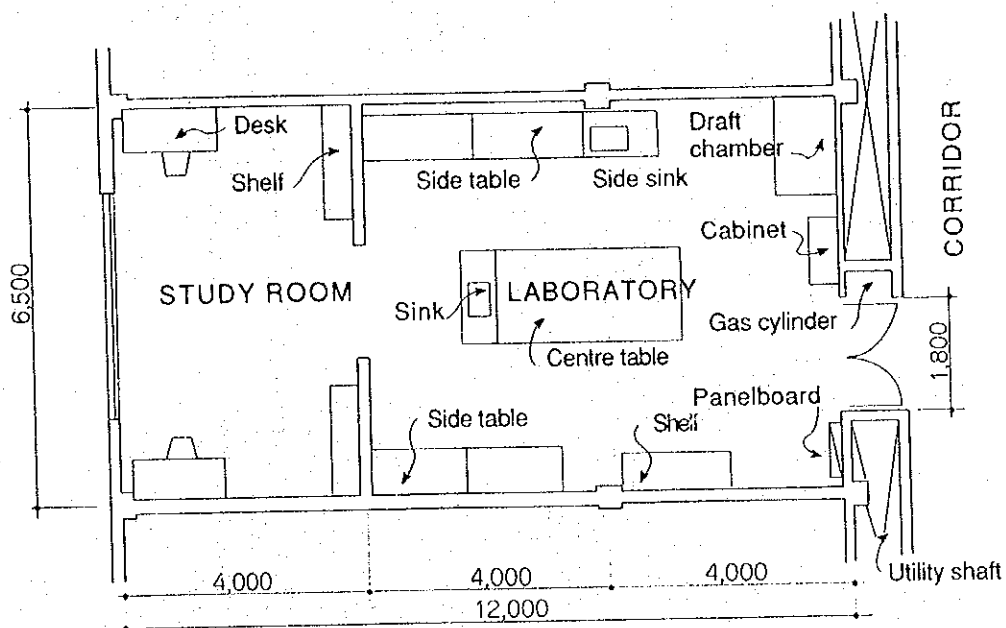 Desk
Shelf
Side table
Side sink
Draft
chamber
CORRIDOR
Cabinet
6,500
STUDY ROOM
Sink
LABORATORY
Gas cylinder
Centre table
1,800
Panelboard
Side table
Shelf
4,000
4,000
4,000
Utility shaft
12,000